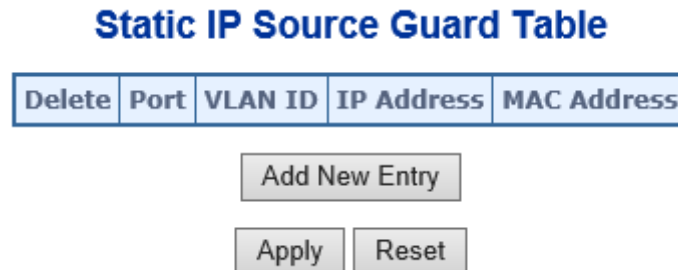 Static IP Source Guard Table
Delete Port VLAN ID IP Address MAC Address
Add New Entry
Apply Reset